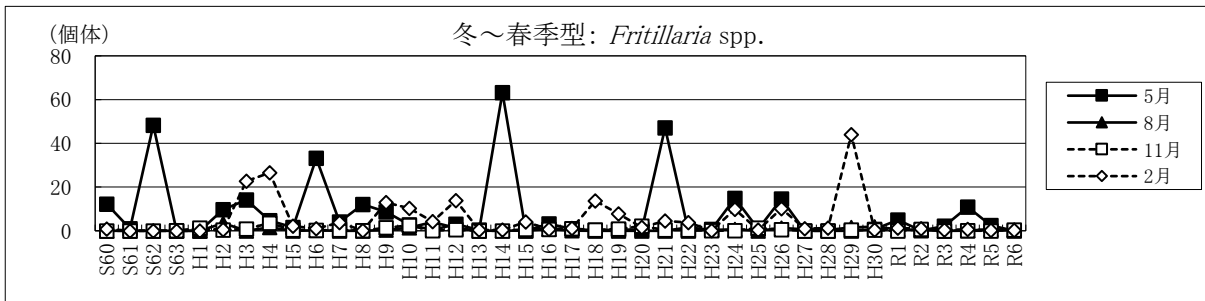 (個体)
冬～春季型: Fritillaria spp.
80
60
40
20
0
S60 S61 S62 S63 H1 H2 H3 H4 H5 H6 H7 H8 H9 H10 H11 H12 H13 H14 H15 H16 H17 H18 H19 H20 H21 H22 H23 H24 H25 H26 H27 H28 H29 H30 R1 R2 R3 R4 R5 R6
5月
8月
11月
2月